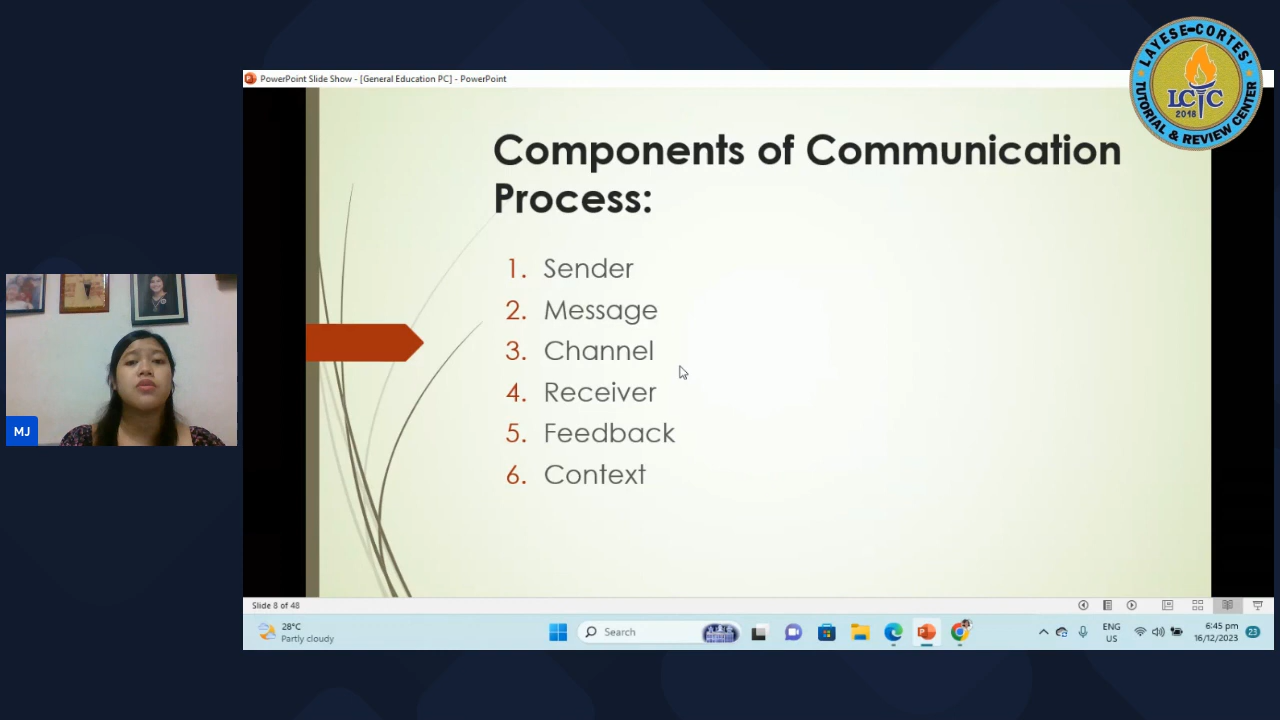 PowerPoint Slide Show - [General Education PC] - PowerPoint
LAYESE-CORTES'
LCTC
2018
TUTORIAL & REVIEW CENTER
Components of Communication
Process:
1. Sender
2. Message
3. Channel
4. Receiver
5. Feedback
6. Context
MJ
Slide 8 of 48
28°C
Partly cloudy
Search
ENG
US
6:45 pm
16/12/2023
23